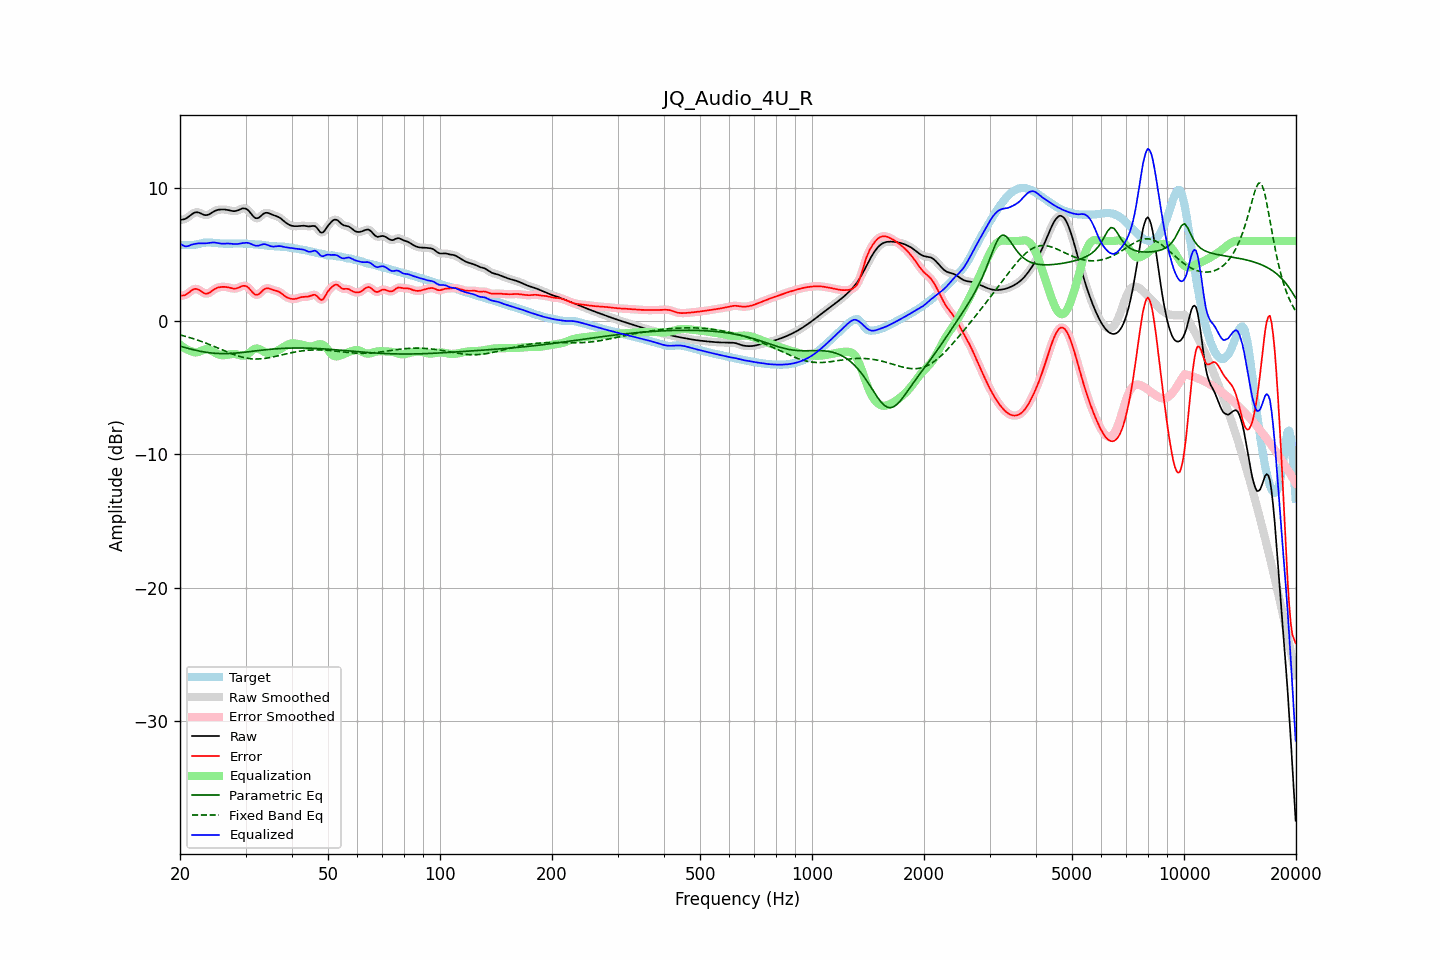 JQ_Audio_4U_R
10
0
−10
−20
−30
Amplitude (dBr)
Target
Raw Smoothed
Error Smoothed
Raw
Error
Equalization
Parametric Eq
Fixed Band Eq
Equalized
20 50 100 200 500 1000 2000 5000 10000 20000
Frequency (Hz)